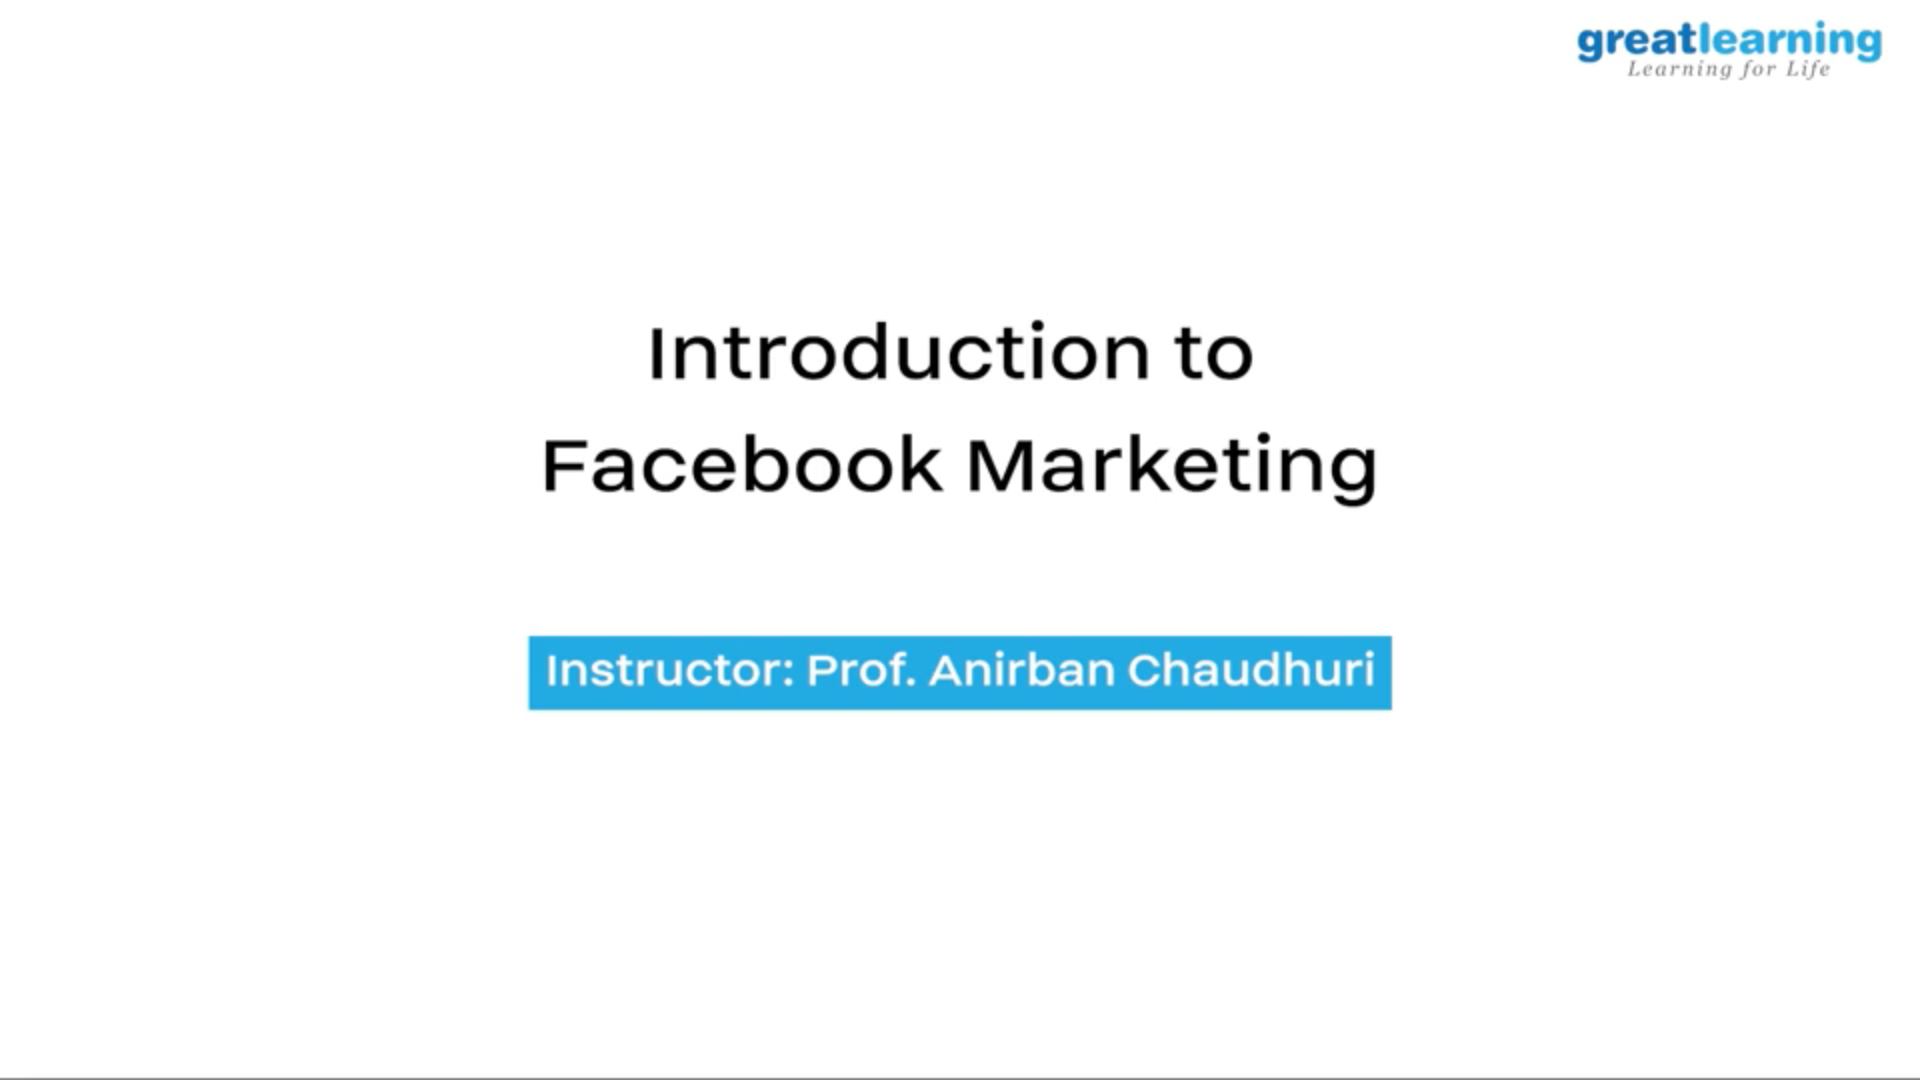 greatlearning
Learning for Life
Introduction to
Facebook Marketing
Instructor: Prof. Anirban Chaudhuri